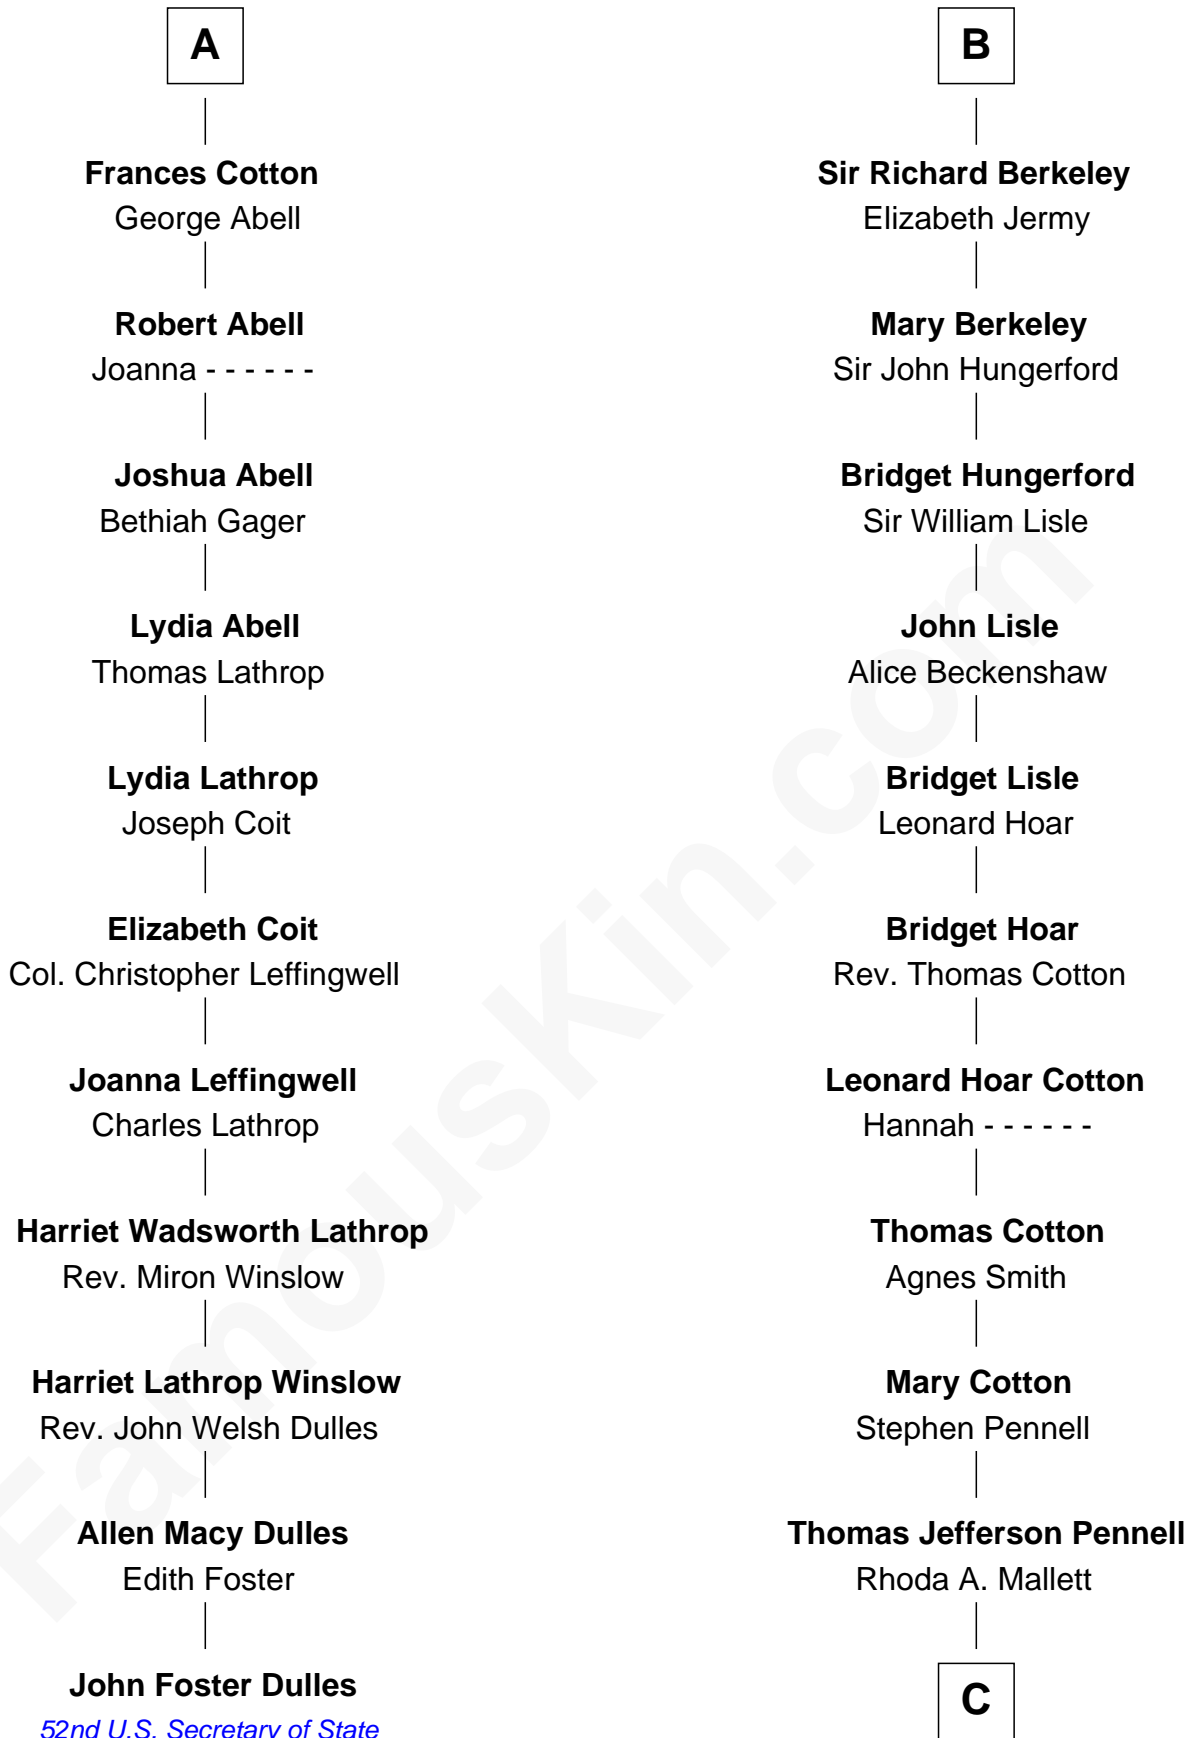 A
Frances Cotton
George Abell
Robert Abell
Joanna - - - - - -
Joshua Abell
Bethiah Gager
Lydia Abell
Thomas Lathrop
Lydia Lathrop
Joseph Coit
Elizabeth Coit
Col. Christopher Leffingwell
Joanna Leffingwell
Charles Lathrop
Harriet Wadsworth Lathrop
Rev. Miron Winslow
Harriet Lathrop Winslow
Rev. John Welsh Dulles
Allen Macy Dulles
Edith Foster
John Foster Dulles
52nd U.S. Secretary of State
B
Sir Richard Berkeley
Elizabeth Jermy
Mary Berkeley
Sir John Hungerford
Bridget Hungerford
Sir William Lisle
John Lisle
Alice Beckenshaw
Bridget Lisle
Leonard Hoar
Bridget Hoar
Rev. Thomas Cotton
Leonard Hoar Cotton
Hannah - - - - - -
Thomas Cotton
Agnes Smith
Mary Cotton
Stephen Pennell
Thomas Jefferson Pennell
Rhoda A. Mallett
C
FamousKin.com